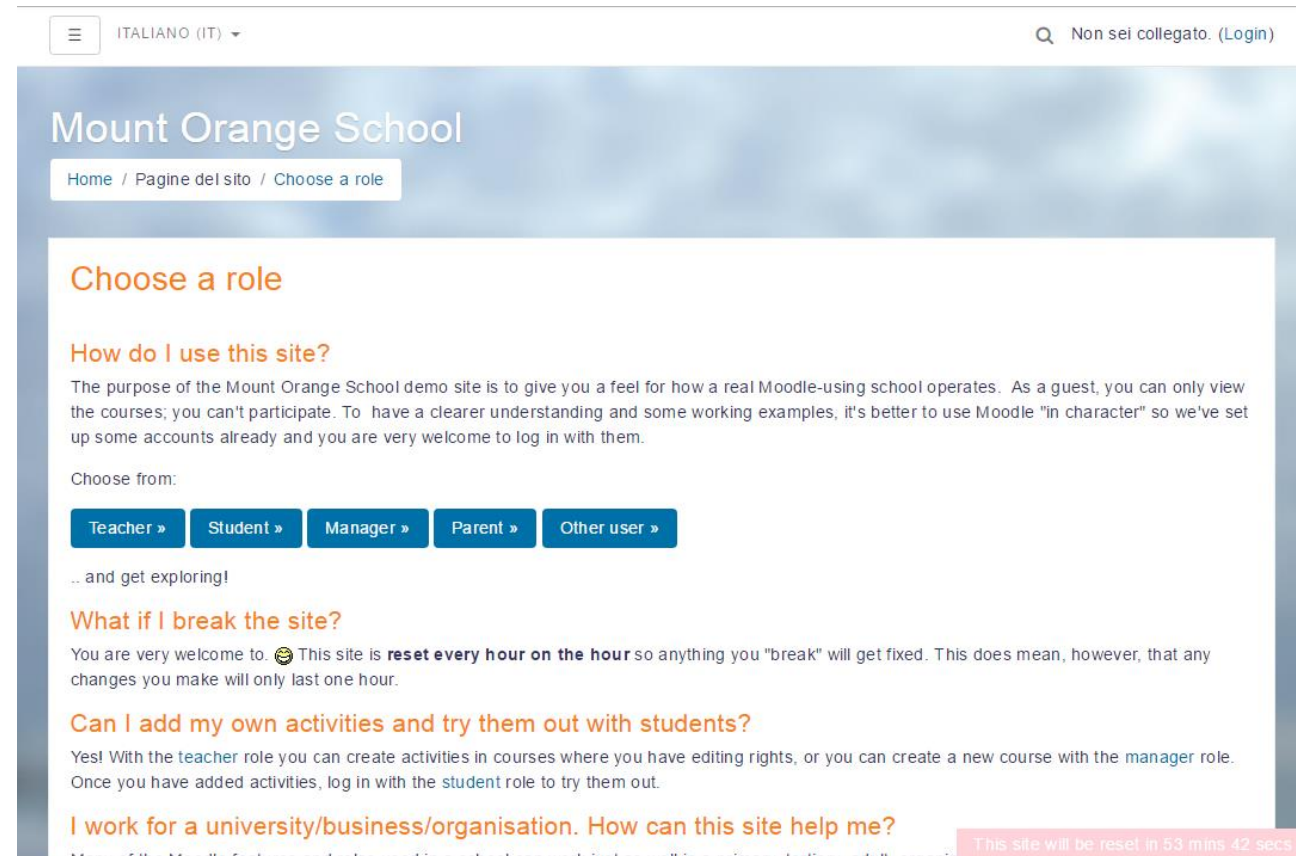 ☰ ITALIANO (IT) Non sei collegato. (Login)
Mount Orange School
Home / Pagine del sito / Choose a role
Choose a role
How do I use this site?
The purpose of the Mount Orange School demo site is to give you a feel for how a real Moodle-using school operates. As a guest, you can only view
the courses; you can't participate. To have a clearer understanding and some working examples, it's better to use Moodle "in character" so we've set
up some accounts already and you are very welcome to log in with them.
Choose from:
Teacher » Student » Manager » Parent » Other user »
.. and get exploring!
What if I break the site?
You are very welcome to. This site is reset every hour on the hour so anything you "break" will get fixed. This does mean, however, that any
changes you make will only last one hour.
Can I add my own activities and try them out with students?
Yes! With the teacher role you can create activities in courses where you have editing rights, or you can create a new course with the manager role.
Once you have added activities, log in with the student role to try them out.
I work for a university/business/organisation. How can this site help me?
This site will be reset in 53 mins 42 secs